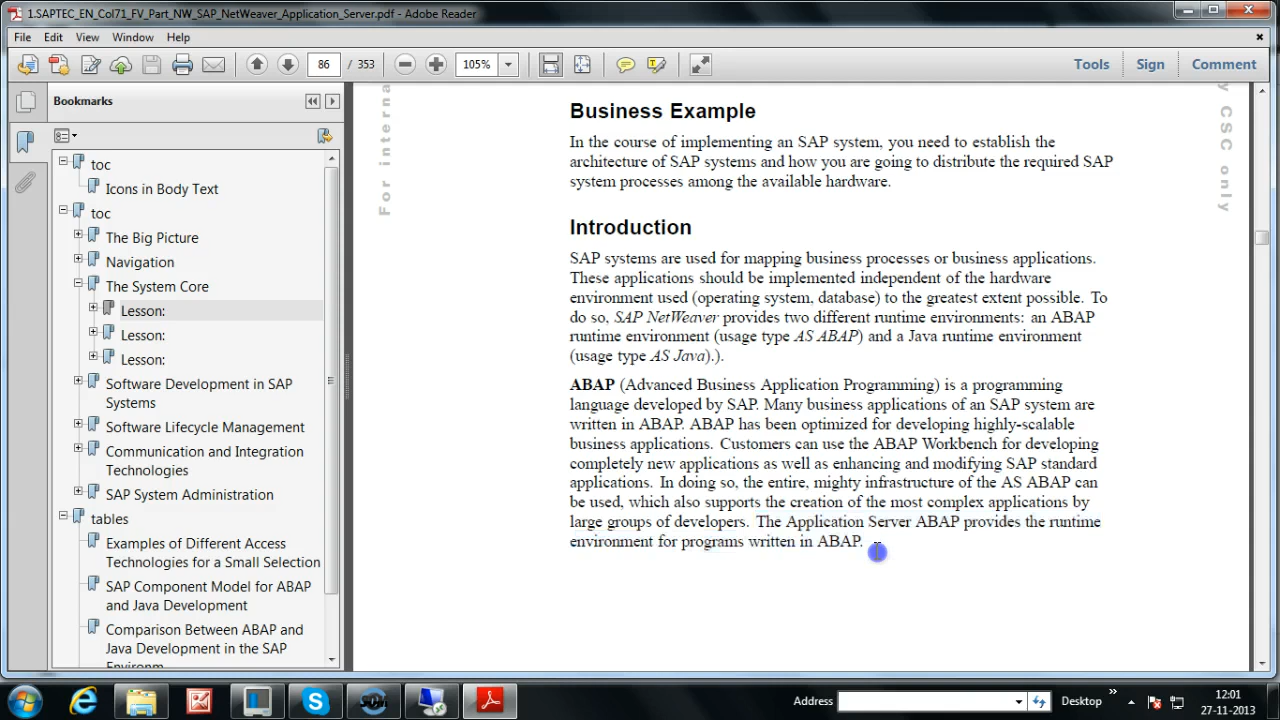 1.SAPTEC_EN_Col71_FV_Part_NW_SAP_NetWeaver_Application_Server.pdf - Adobe Reader
File Edit View Window Help
86 / 353 105% Tools Sign Comment
Bookmarks
toc
Icons in Body Text
toc
The Big Picture
Navigation
The System Core
Lesson:
Lesson:
Lesson:
Software Development in SAP
Systems
Software Lifecycle Management
Communication and Integration
Technologies
SAP System Administration
tables
Examples of Different Access
Technologies for a Small Selection
SAP Component Model for ABAP
and Java Development
Comparison Between ABAP and
Java Development in the SAP
Environm
For interna
Business Example
In the course of implementing an SAP system, you need to establish the
architecture of SAP systems and how you are going to distribute the required SAP
system processes among the available hardware.
Introduction
SAP systems are used for mapping business processes or business applications.
These applications should be implemented independent of the hardware
environment used (operating system, database) to the greatest extent possible. To
do so, SAP NetWeaver provides two different runtime environments: an ABAP
runtime environment (usage type AS ABAP) and a Java runtime environment
(usage type AS Java).).
ABAP (Advanced Business Application Programming) is a programming
language developed by SAP. Many business applications of an SAP system are
written in ABAP. ABAP has been optimized for developing highly-scalable
business applications. Customers can use the ABAP Workbench for developing
completely new applications as well as enhancing and modifying SAP standard
applications. In doing so, the entire, mighty infrastructure of the AS ABAP can
be used, which also supports the creation of the most complex applications by
large groups of developers. The Application Server ABAP provides the runtime
environment for programs written in ABAP.
y CSC only
Address Desktop 12:01
27-11-2013